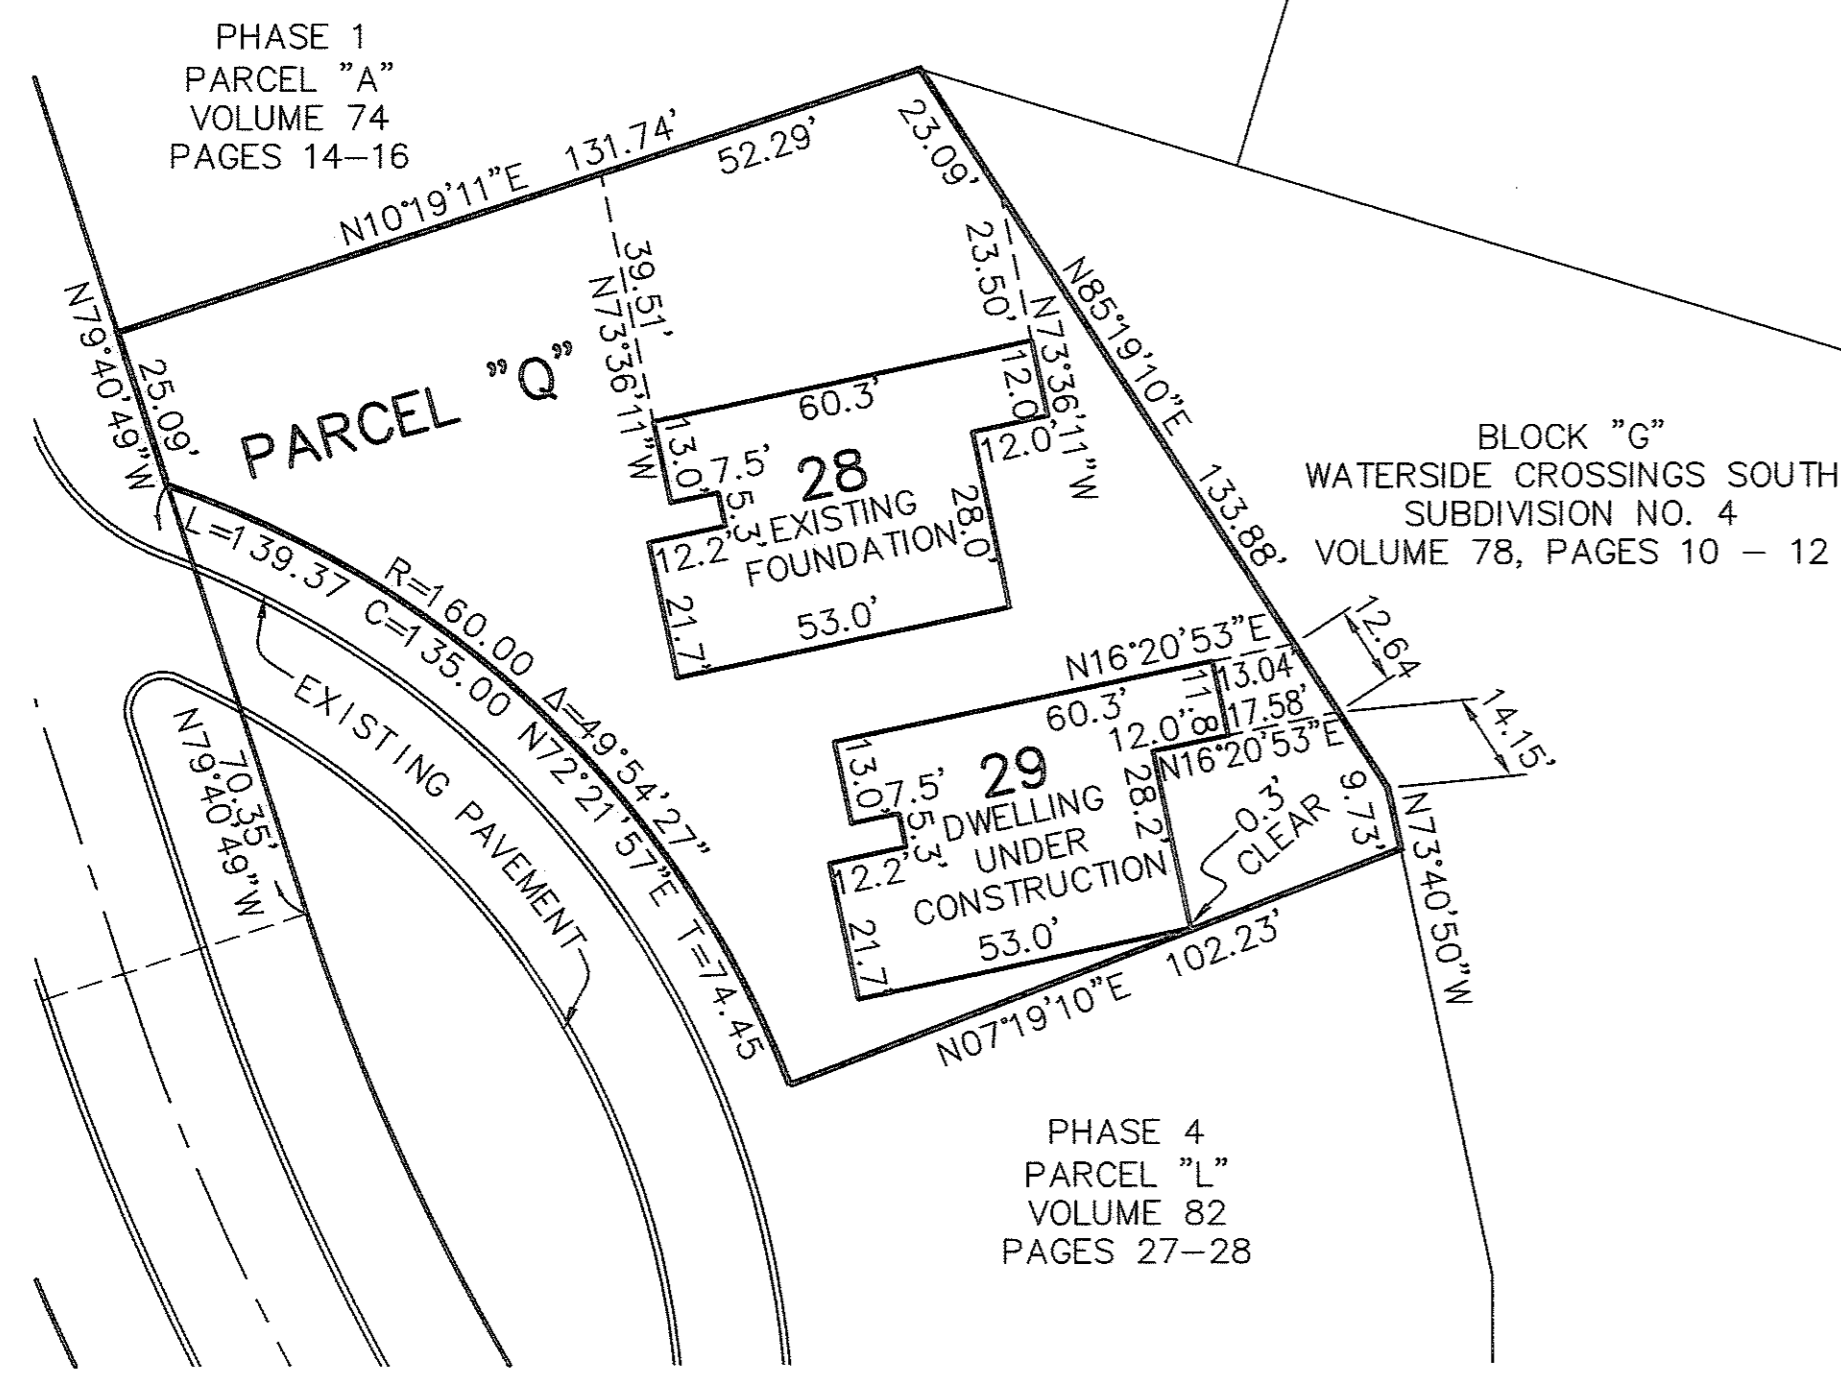 PHASE 1
PARCEL "A"
VOLUME 74
PAGES 14-16
N10°19'11"E
131.74'
52.29'
23.09'
N79°40'49"W
25.09'
PARCEL "Q"
39.51'
N73°36'11"W
23.50'
N73°36'11"W
N85°19'10"E
133.88'
60.3'
12.0'
12.0'
13.0'
7.5'
5.3'
28
EXISTING
FOUNDATION
28.0'
12.2'
21.7'
53.0'
BLOCK "G"
WATERSIDE CROSSINGS SOUTH
SUBDIVISION NO. 4
VOLUME 78, PAGES 10 - 12
L=139.37
R=160.00
C=135.00
Δ=49°54'27"
N72°21'57"E
T=74.45
EXISTING PAVEMENT
70.35'
N79°40'49"W
N16°20'53"E
13.04'
12.64
14.15'
60.3'
11.8'
12.0'
17.58'
N16°20'53"E
13.0'
7.5'
5.3'
29
DWELLING
UNDER
CONSTRUCTION
28.2'
0.3'
CLEAR
9.73'
12.2'
21.7'
53.0'
N73°40'50"W
102.23'
N07°19'10"E
PHASE 4
PARCEL "L"
VOLUME 82
PAGES 27-28